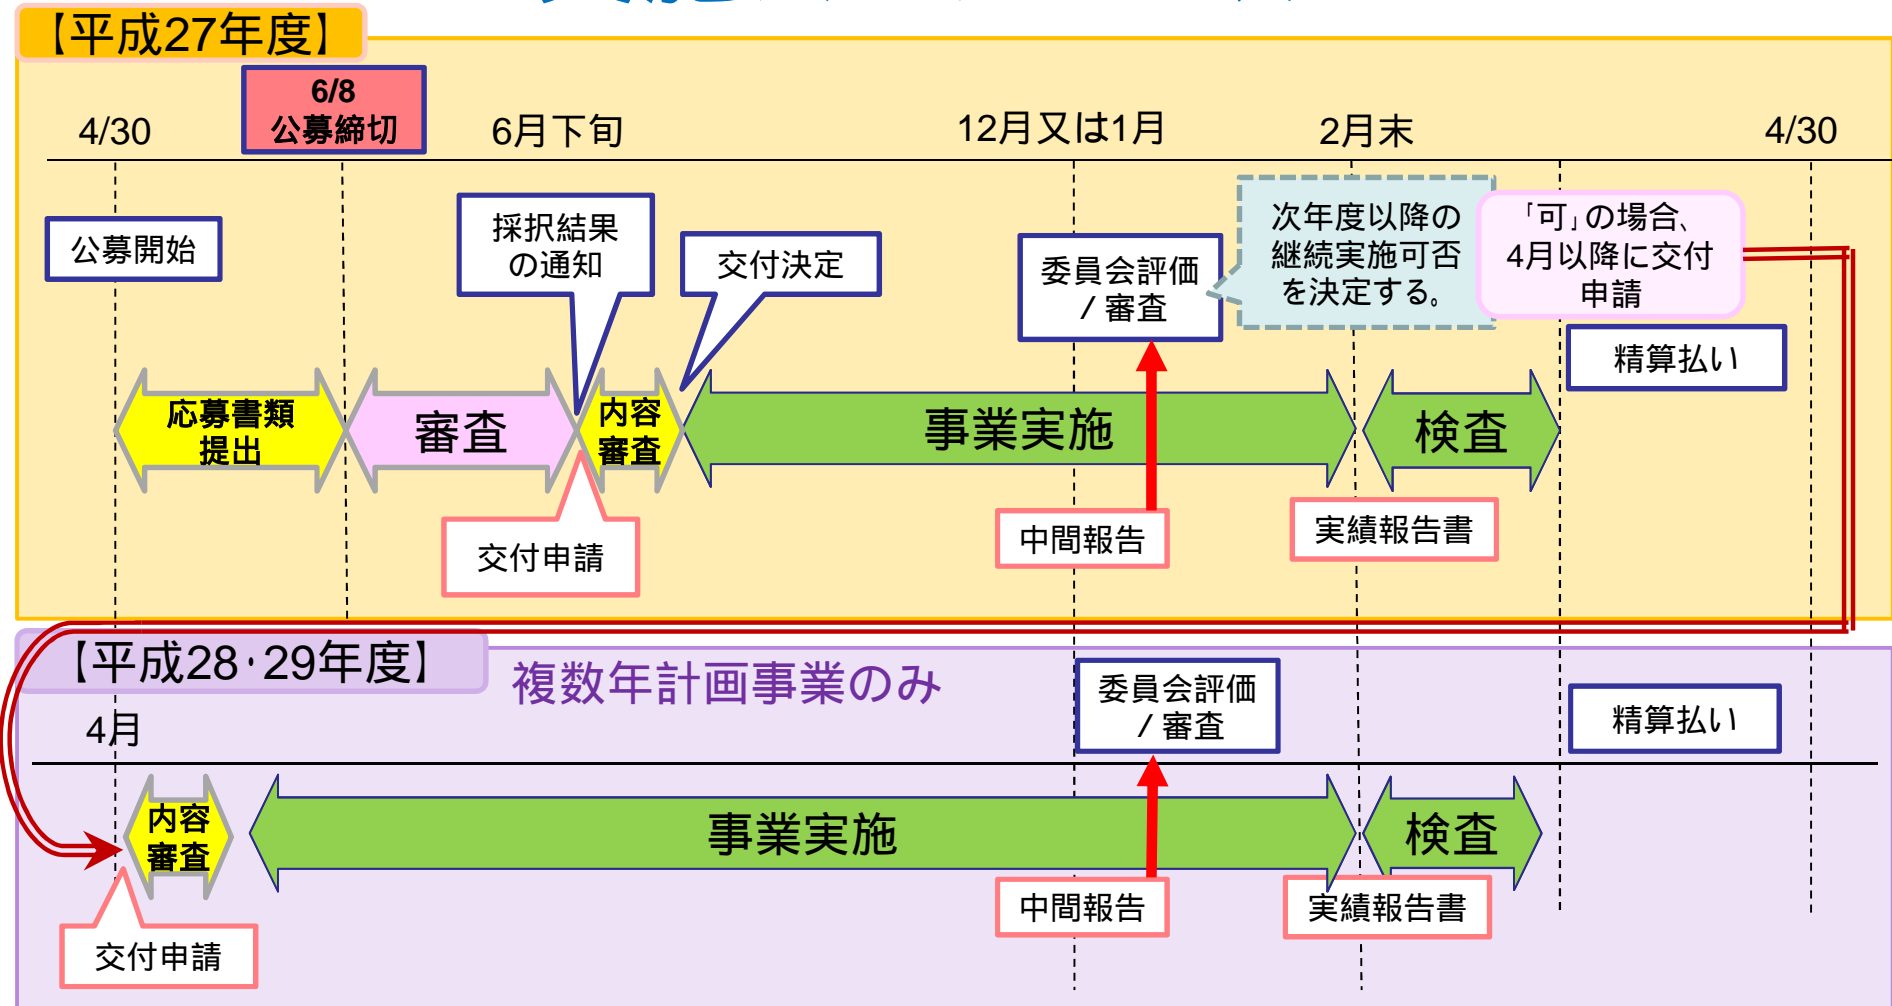 【平成27年度】
6/8
公募締切
4/30
6月下旬
12月又は1月
2月末
4/30
公募開始
採択結果
の通知
交付決定
委員会評価
/ 審査
次年度以降の
継続実施可否
を決定する。
「可」の場合、
4月以降に交付
申請
精算払い
応募書類
提出
審査
内容
審査
事業実施
検査
交付申請
中間報告
実績報告書
【平成28・29年度】
複数年計画事業のみ
4月
委員会評価
/ 審査
精算払い
内容
審査
事業実施
検査
交付申請
中間報告
実績報告書